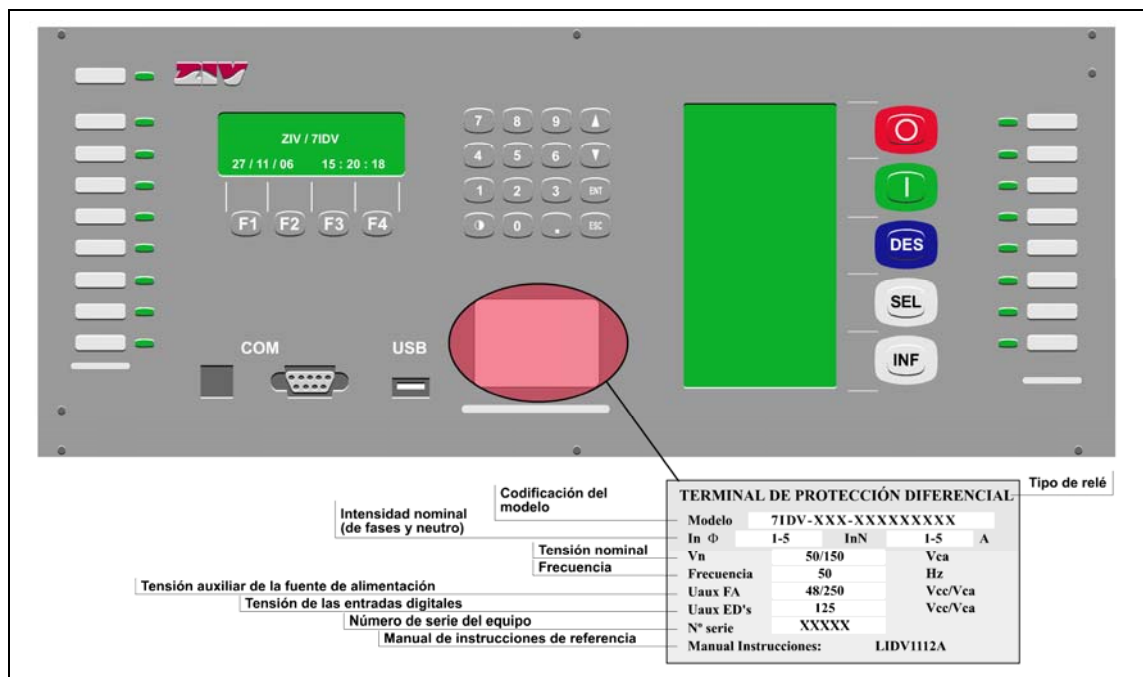 ZIV
ZIV / 7IDV
27 / 11 / 06 15 : 20 : 18
F1 F2 F3 F4
7 8 9
4 5 6
1 2 3 ENT
0 . ESC
DES
SEL
INF
COM
USB
Codificación del
modelo
Intensidad nominal
(de fases y neutro)
Tensión nominal
Frecuencia
Tensión auxiliar de la fuente de alimentación
Tensión de las entradas digitales
Número de serie del equipo
Manual de instrucciones de referencia
Tipo de relé
TERMINAL DE PROTECCIÓN DIFERENCIAL
Modelo 7IDV-XXX-XXXXXXXXX
In Φ 1-5 InN 1-5 A
Vn 50/150 Vca
Frecuencia 50 Hz
Uaux FA 48/250 Vcc/Vca
Uaux ED's 125 Vcc/Vca
Nº serie XXXXX
Manual Instrucciones: LIDV1112A